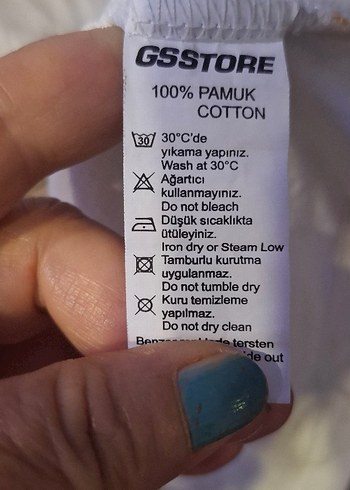 GSSTORE
100% PAMUK
COTTON
30
30°C'de
yıkama yapınız.
Wash at 30°C
Ağartıcı
kullanmayınız.
Do not bleach
Düşük sıcaklıkta
ütüleyiniz.
Iron dry or Steam Low
Tamburlu kurutma
uygulanmaz.
Do not tumble dry
Kuru temizleme
yapılmaz.
Do not dry clean
tersten
out